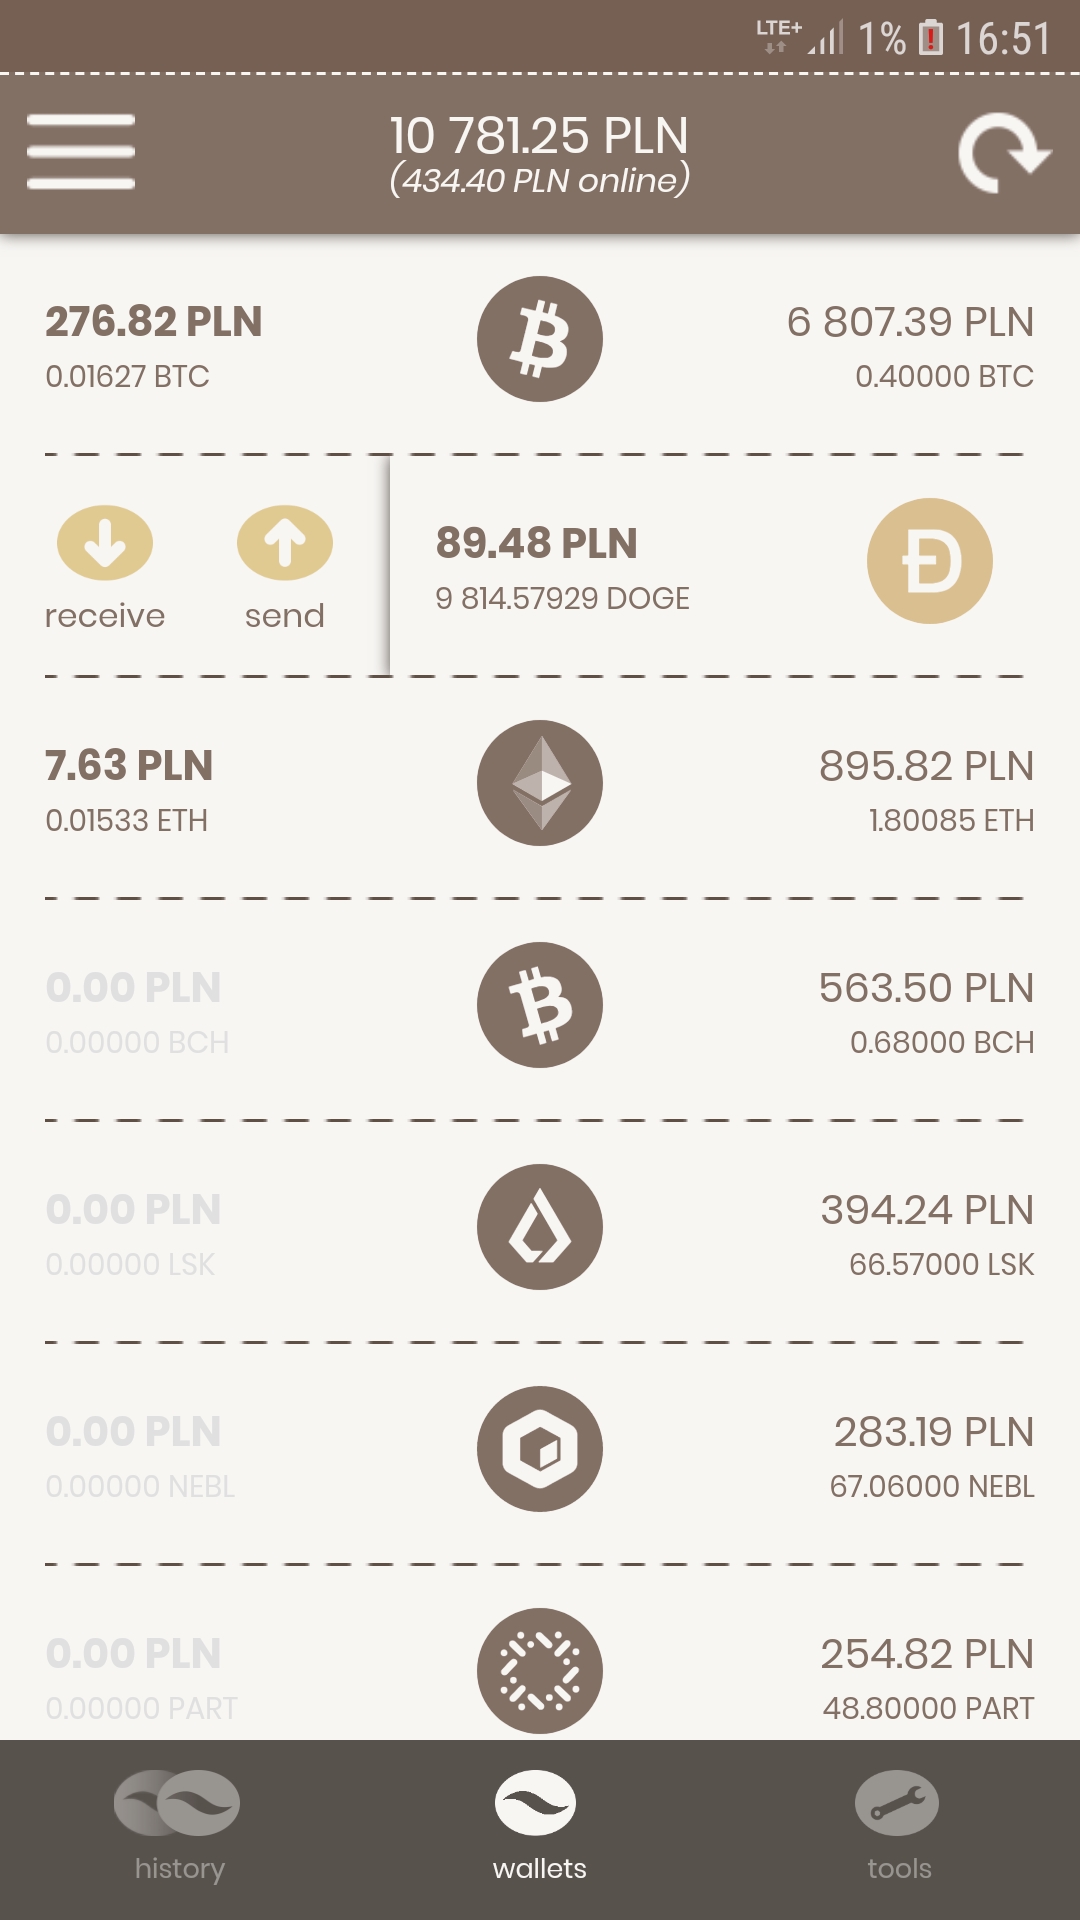 LTE+ 1% 16:51
10 781.25 PLN
(434.40 PLN online)
276.82 PLN 6 807.39 PLN
0.01627 BTC 0.40000 BTC
89.48 PLN
9 814.57929 DOGE
receive send
7.63 PLN 895.82 PLN
0.01533 ETH 1.80085 ETH
0.00 PLN 563.50 PLN
0.00000 BCH 0.68000 BCH
0.00 PLN 394.24 PLN
0.00000 LSK 66.57000 LSK
0.00 PLN 283.19 PLN
0.00000 NEBL 67.06000 NEBL
0.00 PLN 254.82 PLN
0.00000 PART 48.80000 PART
history wallets tools